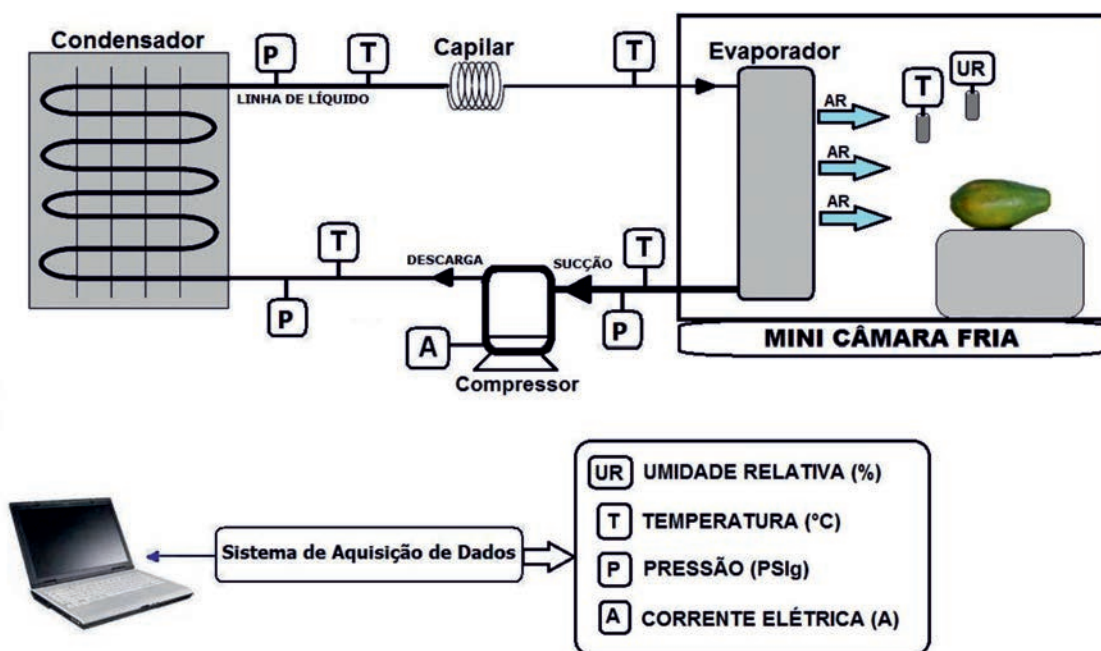 Condensador
P
T
Capilar
T
Evaporador
T
UR
LINHA DE LÍQUIDO
AR
AR
AR
T
DESCARGA
SUCÇÃO
T
P
A
P
Compressor
MINI CÂMARA FRIA
Sistema de Aquisição de Dados
UR UMIDADE RELATIVA (%)
T TEMPERATURA (ºC)
P PRESSÃO (PSIg)
A CORRENTE ELÉTRICA (A)